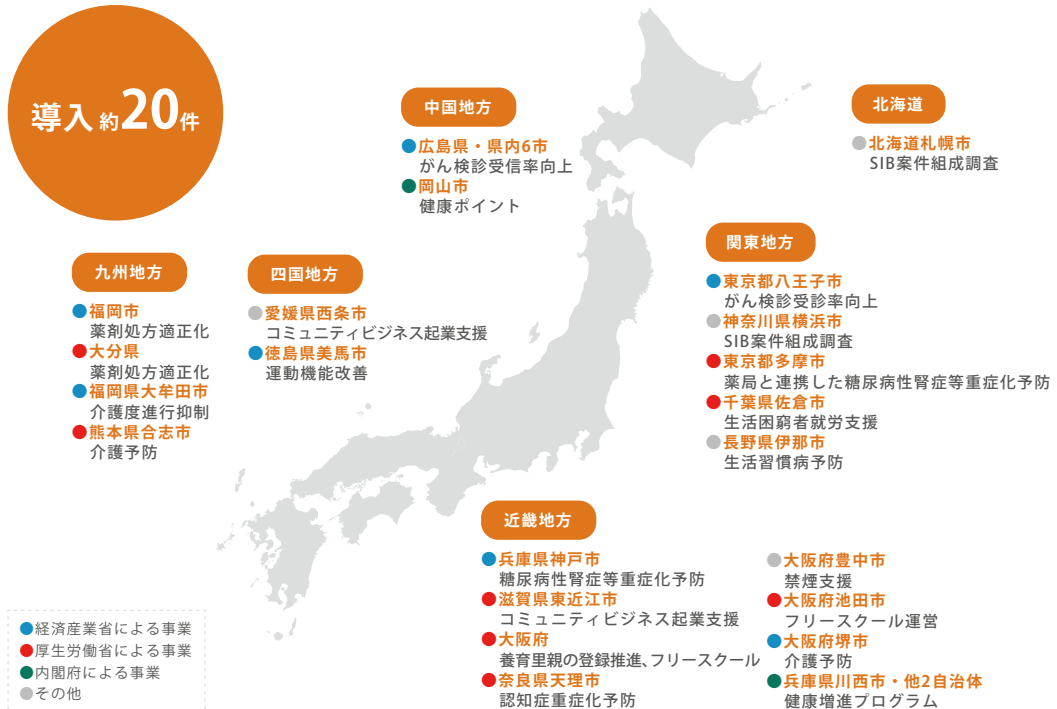 導入 約20件
中国地方
広島県・県内6市
がん検診受信率向上
岡山市
健康ポイント
北海道
北海道札幌市
SIB案件組成調査
九州地方
福岡市
薬剤処方適正化
大分県
薬剤処方適正化
福岡県大牟田市
介護度進行抑制
熊本県合志市
介護予防
四国地方
愛媛県西条市
コミュニティビジネス起業支援
徳島県美馬市
運動機能改善
関東地方
東京都八王子市
がん検診受診率向上
神奈川県横浜市
SIB案件組成調査
東京都多摩市
薬局と連携した糖尿病性腎症等重症化予防
千葉県佐倉市
生活困窮者就労支援
長野県伊那市
生活習慣病予防
近畿地方
兵庫県神戸市
糖尿病性腎症等重症化予防
滋賀県東近江市
コミュニティビジネス起業支援
大阪府
養育里親の登録推進、フリースクール
奈良県天理市
認知症重症化予防
大阪府豊中市
禁煙支援
大阪府池田市
フリースクール運営
大阪府堺市
介護予防
兵庫県川西市・他2自治体
健康増進プログラム
経済産業省による事業
厚生労働省による事業
内閣府による事業
その他